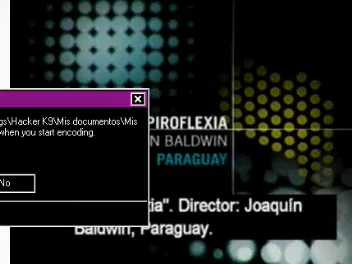 gs\Hacker K9\Mis documentos\Mis
when you start encoding.
No
PIROFLEXIA
N BALDWIN
PARAGUAY
ia". Director: Joaquín
Baldwin, Paraguay.